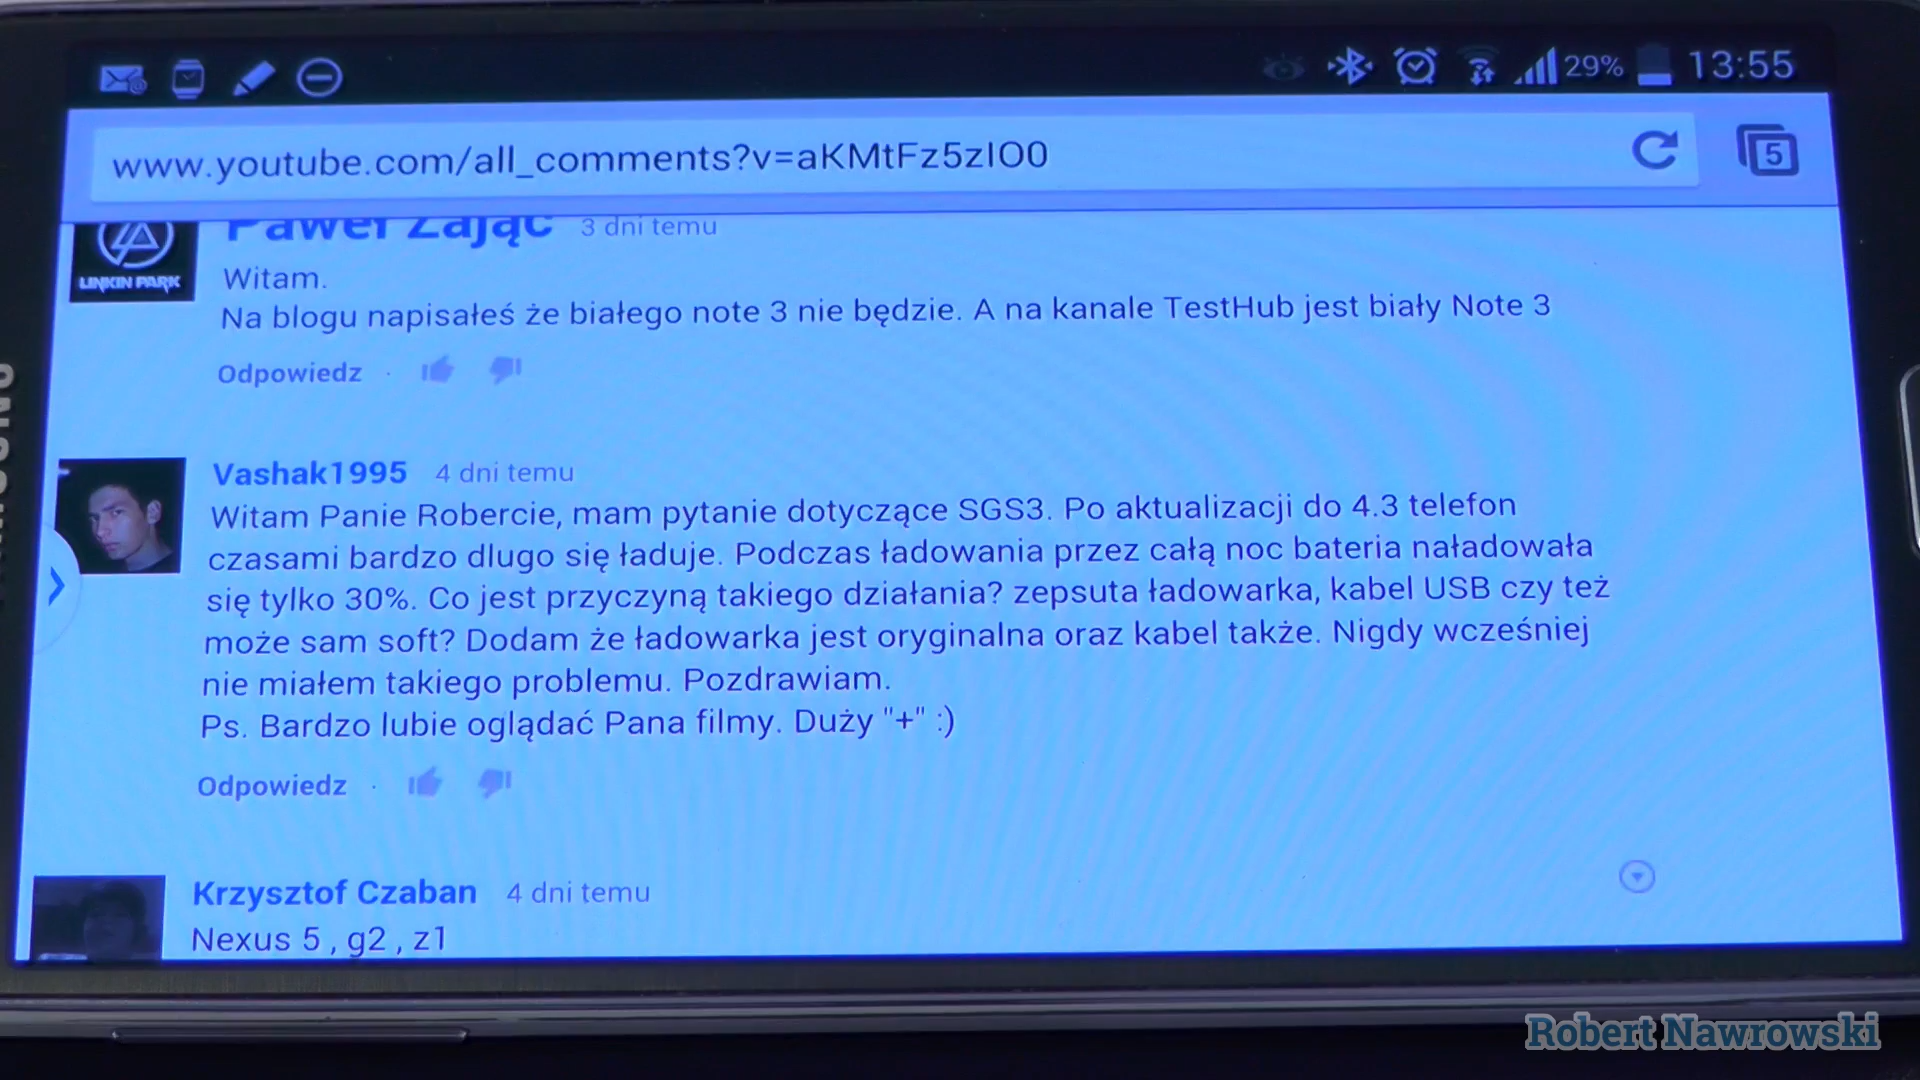 29% 13:55
www.youtube.com/all_comments?v=aKMtFz5zIO0
5
Paweł Zając 3 dni temu
LINKIN PARK
Witam.
Na blogu napisałeś że białego note 3 nie będzie. A na kanale TestHub jest biały Note 3
Odpowiedz ·
Vashak1995 4 dni temu
Witam Panie Robercie, mam pytanie dotyczące SGS3. Po aktualizacji do 4.3 telefon
czasami bardzo dlugo się ładuje. Podczas ładowania przez całą noc bateria naładowała
się tylko 30%. Co jest przyczyną takiego działania? zepsuta ładowarka, kabel USB czy też
może sam soft? Dodam że ładowarka jest oryginalna oraz kabel także. Nigdy wcześniej
nie miałem takiego problemu. Pozdrawiam.
Ps. Bardzo lubie oglądać Pana filmy. Duży "+" :)
Odpowiedz ·
Krzysztof Czaban 4 dni temu
Nexus 5 , g2 , z1
Robert Nawrowski